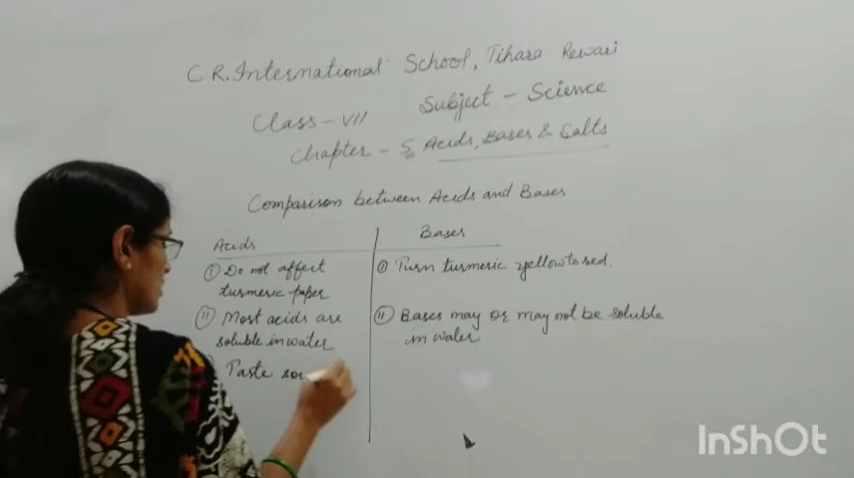 C.R. International School, Tihara Rewari
Class - VII Subject - Science
Chapter - 5 Acids, Bases & Salts
Comparison between Acids and Bases
Acids
Bases
(I) Do not affect
turmeric paper
(I) Turn turmeric yellow to red.
(II) Most acids are
soluble in water
(II) Bases may or may not be soluble
in water
Taste sou
InShOt